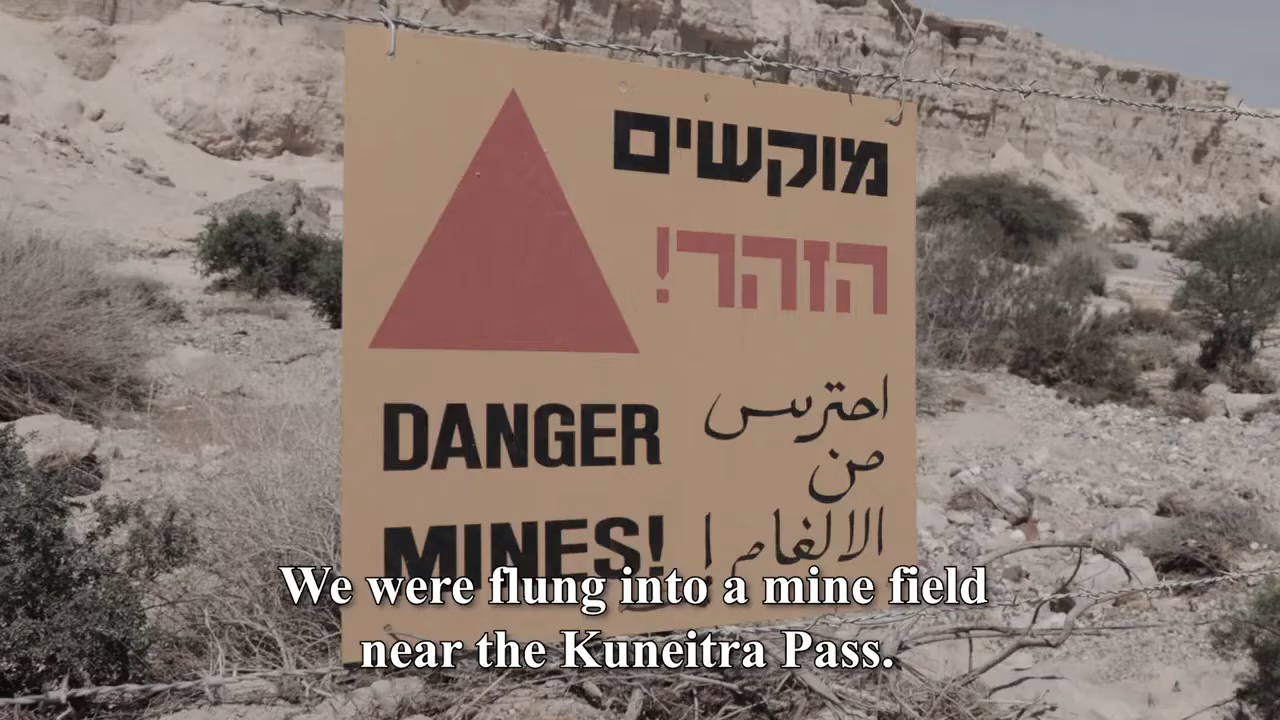 מוקשים
הזהר!
DANGER
MINES!
احترس
من
الالغام !
We were flung into a mine field
near the Kuneitra Pass.